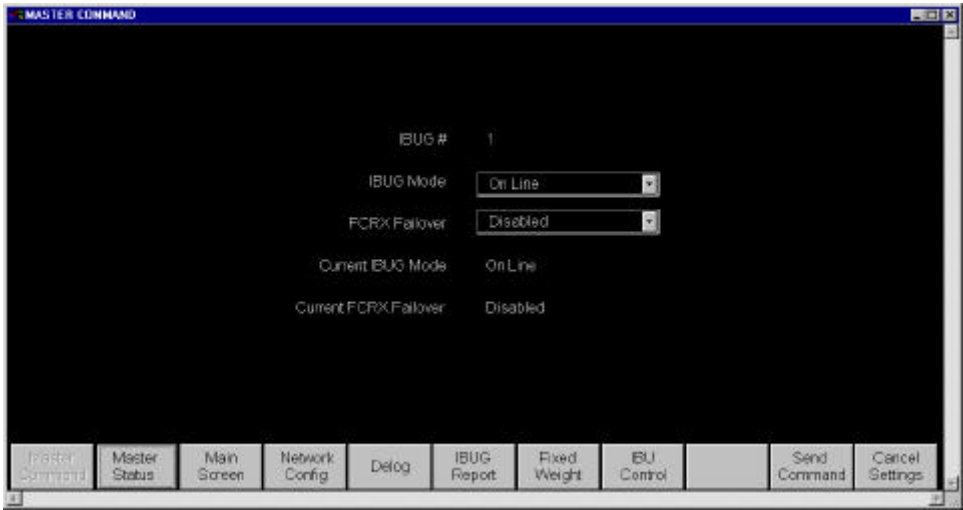 MASTER COMMAND
IBUG # 1
IBUG Mode On Line
FCRX Failover Disabled
Current IBUG Mode On Line
Current FCRX Failover Disabled
Master Command
Master Status
Main Screen
Network Config
Delog
IBUG Report
Fixed Weight
IBU Control
Send Command
Cancel Settings